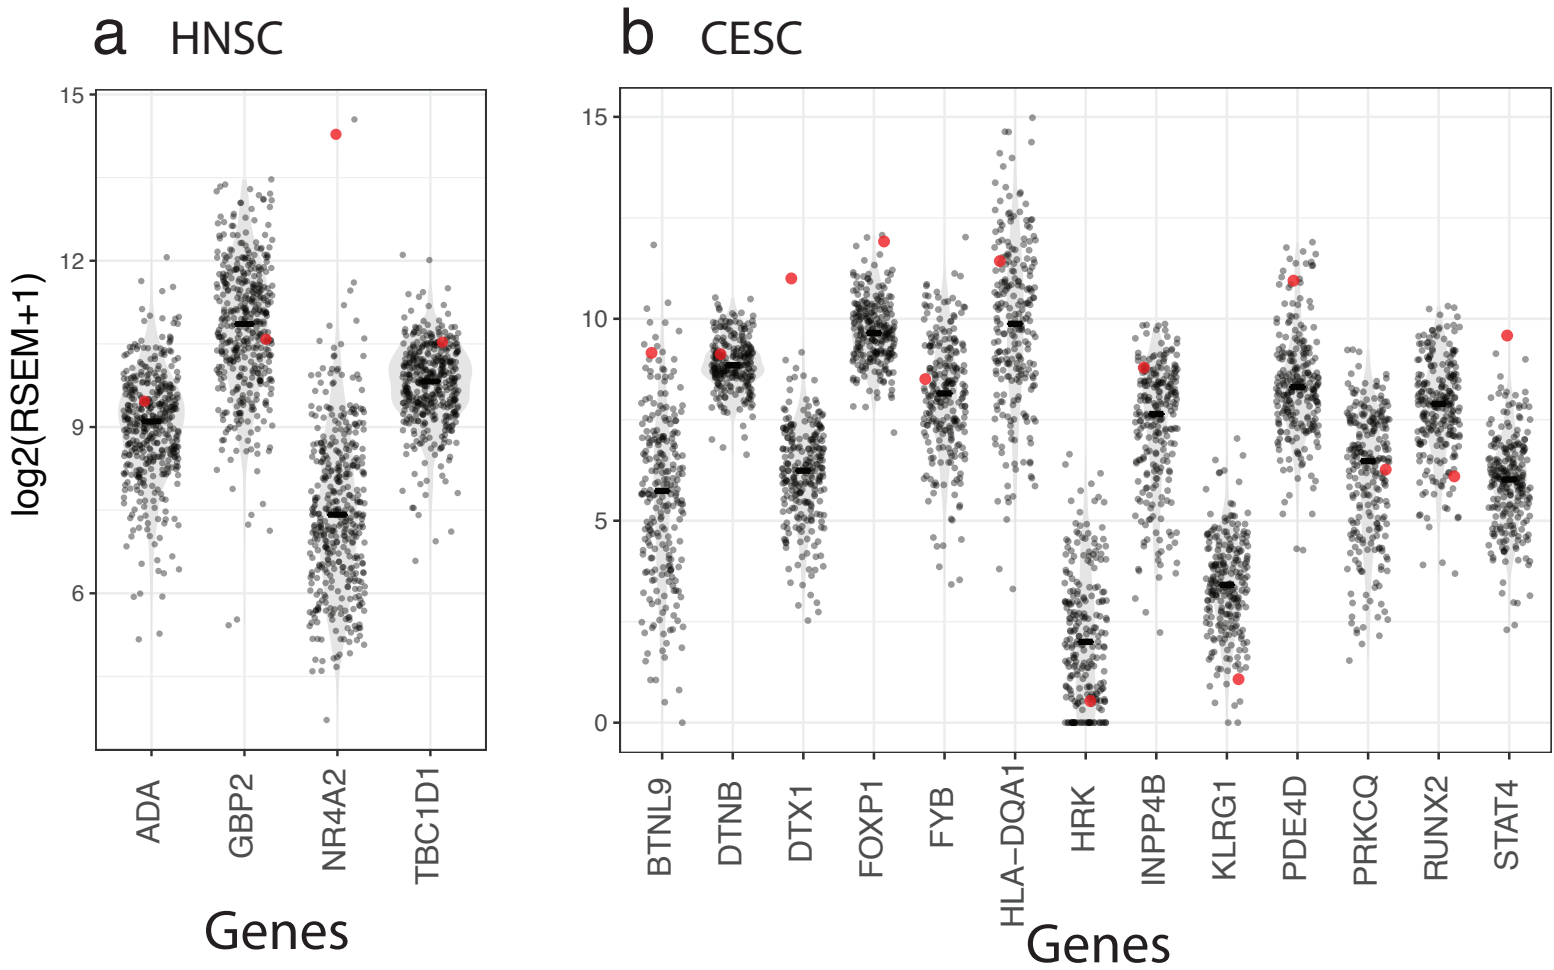 a HNSC
b CESC
log2(RSEM+1)
15
12
9
6
ADA
GBP2
NR4A2
TBC1D1
Genes
15
10
5
0
BTNL9
DTNB
DTX1
FOXP1
FYB
HLA−DQA1
HRK
INPP4B
KLRG1
PDE4D
PRKCQ
RUNX2
STAT4
Genes